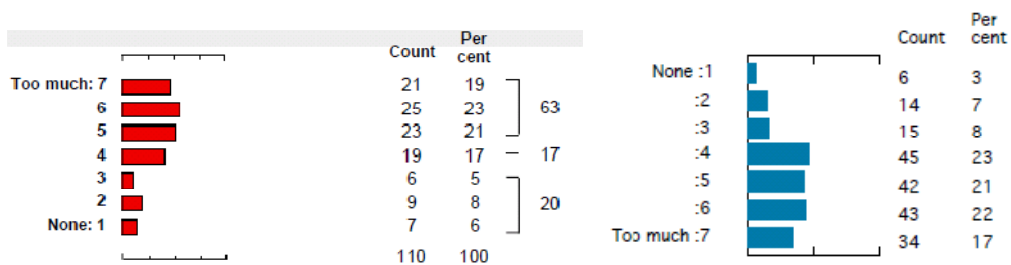 Count Per cent
Too much: 7 21 19
6 25 23 63
5 23 21
4 19 17 17
3 6 5
2 9 8 20
None: 1 7 6
110 100
Count Per cent
None :1 6 3
:2 14 7
:3 15 8
:4 45 23
:5 42 21
:6 43 22
Too much :7 34 17